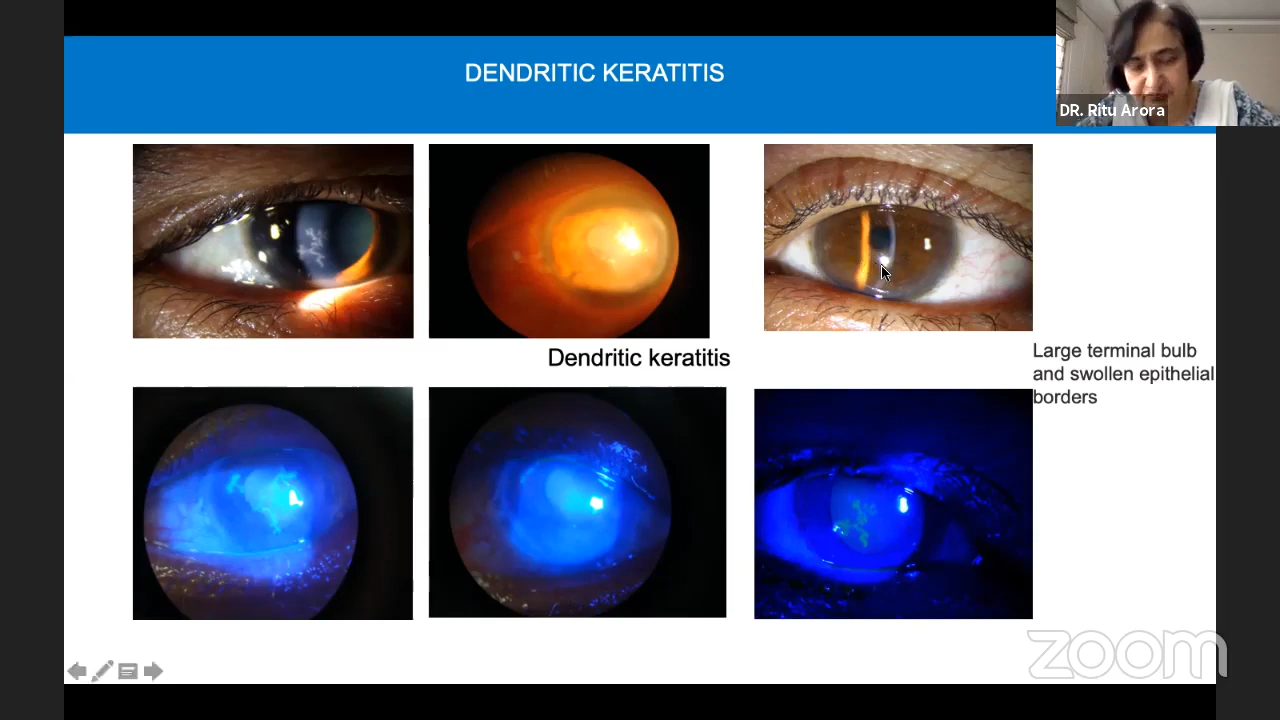 DENDRITIC KERATITIS
DR. Ritu Arora
Dendritic keratitis
Large terminal bulb
and swollen epithelial
borders
zoom